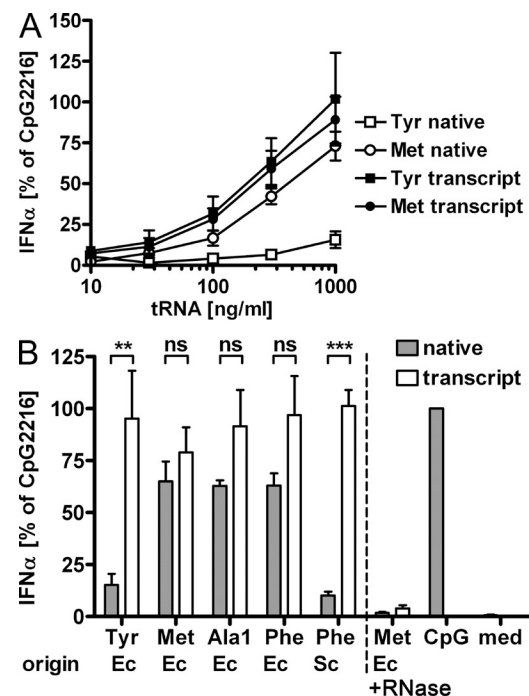 A
IFNα [% of CpG2216]
150
125
100
75
50
25
0
10
100
1000
tRNA [ng/ml]
Tyr native
Met native
Tyr transcript
Met transcript
B
IFNα [% of CpG2216]
125
100
75
50
25
0
** ns ns ns ***
native
transcript
Tyr Met Ala1 Phe Phe Met CpG med
origin Ec Ec Ec Ec Sc Ec
+RNase